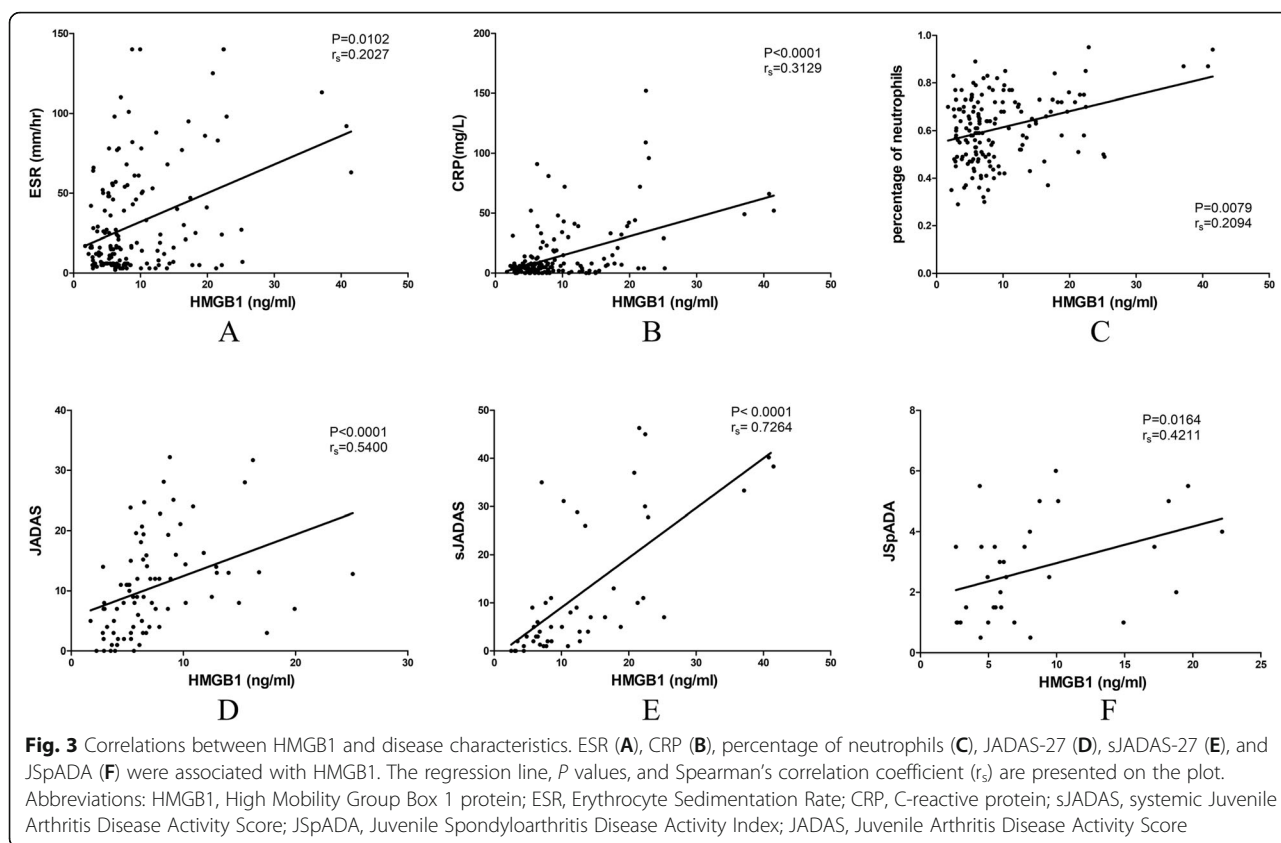 P=0.0102
rs=0.2027
ESR (mm/hr)
150
100
50
0
0 10 20 30 40 50
HMGB1 (ng/ml)
A
P<0.0001
rs=0.3129
CRP(mg/L)
200
150
100
50
0
0 10 20 30 40 50
HMGB1 (ng/ml)
B
P=0.0079
rs=0.2094
percentage of neutrophils
1.0
0.8
0.6
0.4
0.2
0.0
0 10 20 30 40 50
HMGB1 (ng/ml)
C
P<0.0001
rs=0.5400
JADAS
40
30
20
10
0
0 10 20 30
HMGB1 (ng/ml)
D
P< 0.0001
rs= 0.7264
sJADAS
50
40
30
20
10
0
0 10 20 30 40 50
HMGB1 (ng/ml)
E
P=0.0164
rs=0.4211
JSpADA
8
6
4
2
0
0 5 10 15 20 25
HMGB1 (ng/ml)
F
Fig. 3 Correlations between HMGB1 and disease characteristics. ESR (A), CRP (B), percentage of neutrophils (C), JADAS-27 (D), sJADAS-27 (E), and
JSpADA (F) were associated with HMGB1. The regression line, P values, and Spearman's correlation coefficient (rs) are presented on the plot.
Abbreviations: HMGB1, High Mobility Group Box 1 protein; ESR, Erythrocyte Sedimentation Rate; CRP, C-reactive protein; sJADAS, systemic Juvenile
Arthritis Disease Activity Score; JSpADA, Juvenile Spondyloarthritis Disease Activity Index; JADAS, Juvenile Arthritis Disease Activity Score